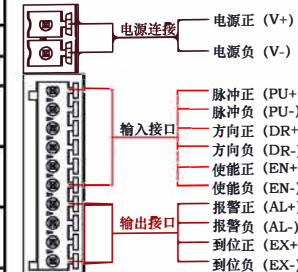 电源连接
电源正（V+）
电源负（V-）
输入接口
脉冲正（PU+
脉冲负（PU-）
方向正（DR+
方向负（DR-
使能正（EN+
使能负（EN-
输出接口
报警正（AL+
报警负（AL-）
到位正（EX+
到位负（EX-